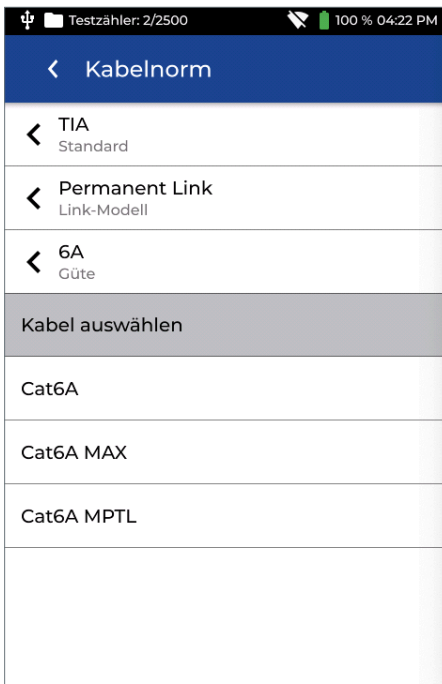 Testzähler: 2/2500 100 % 04:22 PM
Kabelnorm
TIA
Standard
Permanent Link
Link-Modell
6A
Güte
Kabel auswählen
Cat6A
Cat6A MAX
Cat6A MPTL